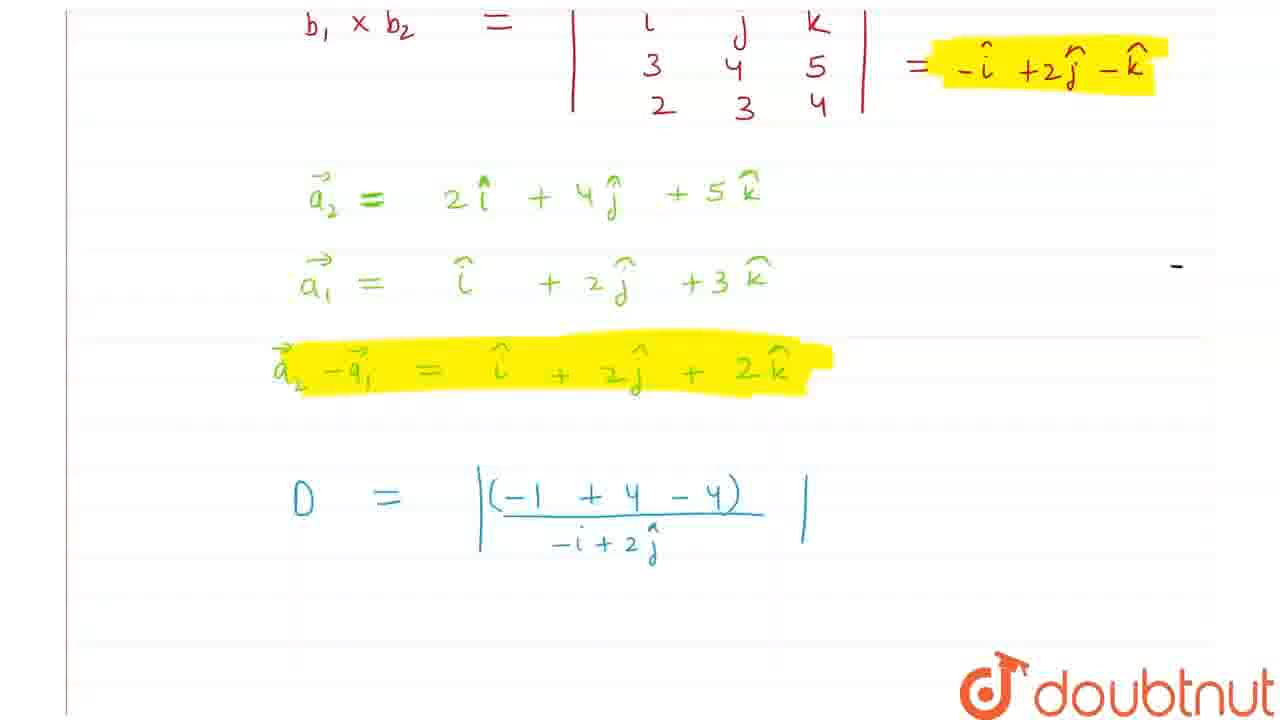 b₁ × b₂ = | i j k |
| 3 4 5 | = -î + 2ĵ - k̂
| 2 3 4 |
a⃗₂ = 2î + 4ĵ + 5k̂
a⃗₁ = î + 2ĵ + 3k̂
a⃗₂ - a⃗₁ = î + 2ĵ + 2k̂
D = | (-1 + 4 - 4) |
-i + 2ĵ
-
doubtnut